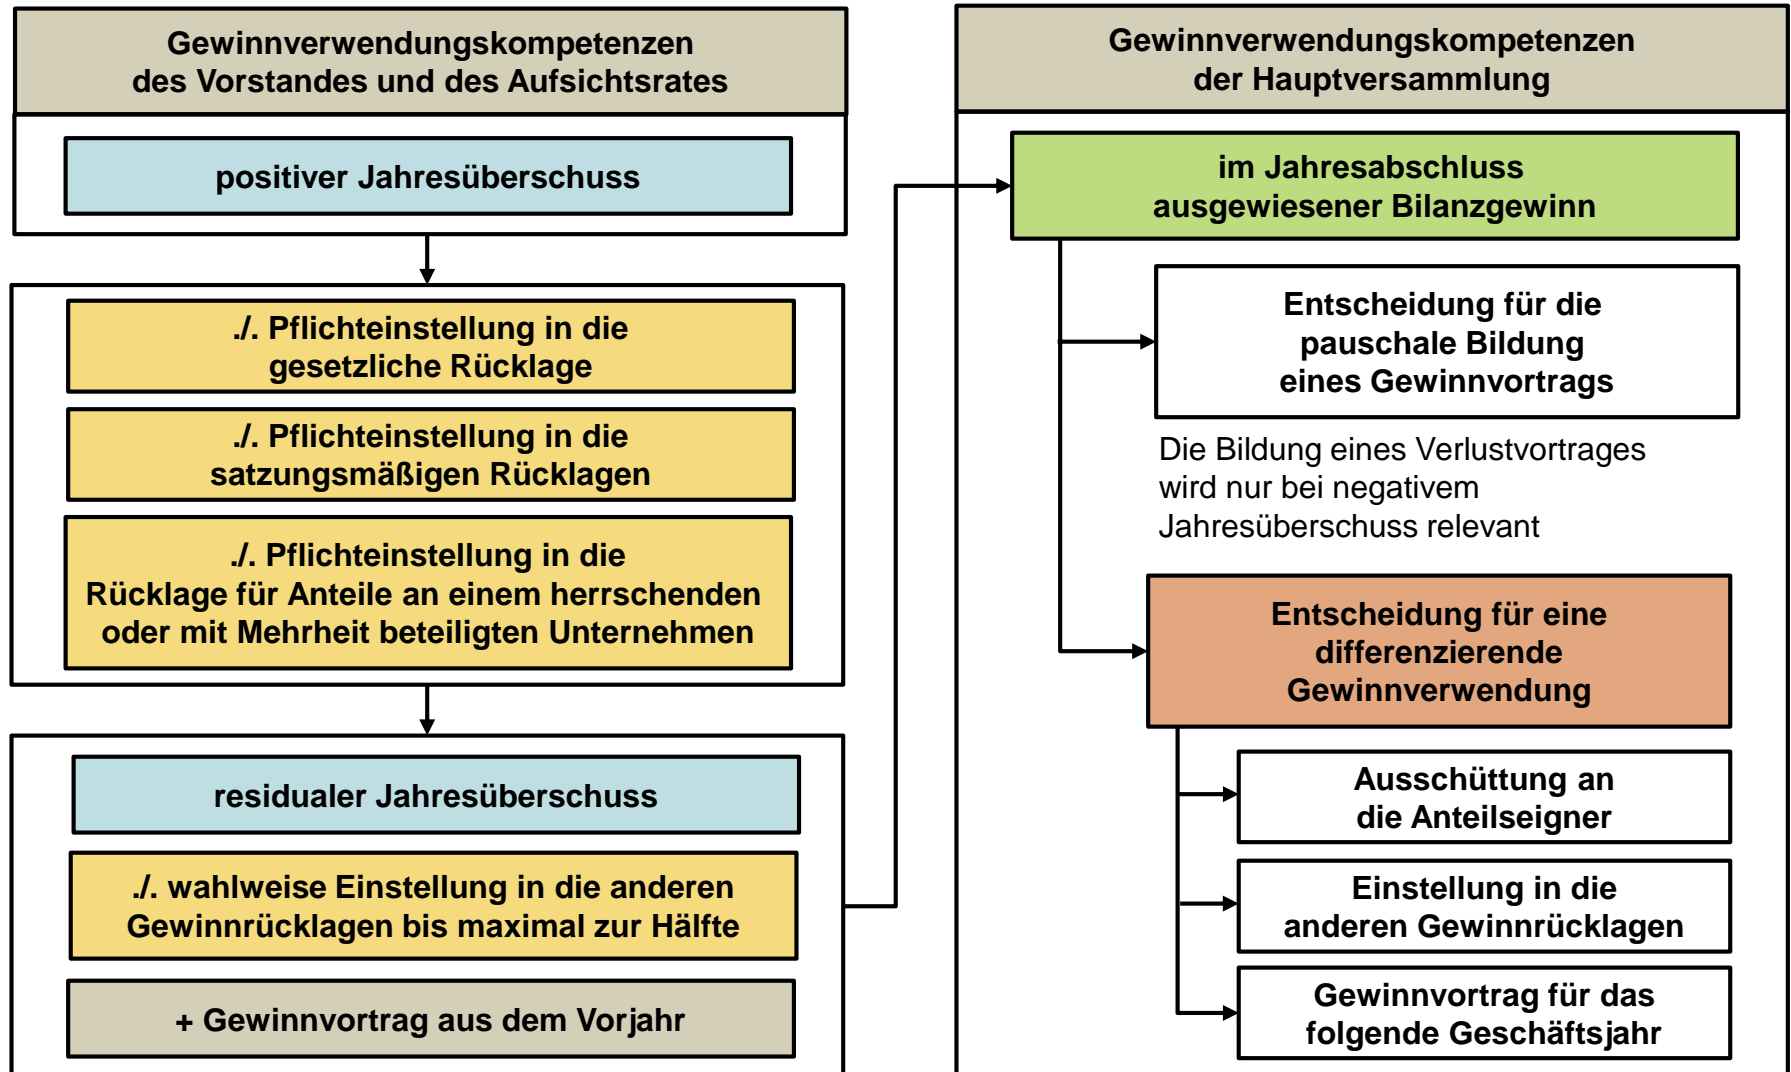 Gewinnverwendungskompetenzen
des Vorstandes und des Aufsichtsrates
positiver Jahresüberschuss
./. Pflichteinstellung in die
gesetzliche Rücklage
./. Pflichteinstellung in die
satzungsmäßigen Rücklagen
./. Pflichteinstellung in die
Rücklage für Anteile an einem herrschenden
oder mit Mehrheit beteiligten Unternehmen
residualer Jahresüberschuss
./. wahlweise Einstellung in die anderen
Gewinnrücklagen bis maximal zur Hälfte
+ Gewinnvortrag aus dem Vorjahr
Gewinnverwendungskompetenzen
der Hauptversammlung
im Jahresabschluss
ausgewiesener Bilanzgewinn
Entscheidung für die
pauschale Bildung
eines Gewinnvortrags
Die Bildung eines Verlustvortrages
wird nur bei negativem
Jahresüberschuss relevant
Entscheidung für eine
differenzierende
Gewinnverwendung
Ausschüttung an
die Anteilseigner
Einstellung in die
anderen Gewinnrücklagen
Gewinnvortrag für das
folgende Geschäftsjahr